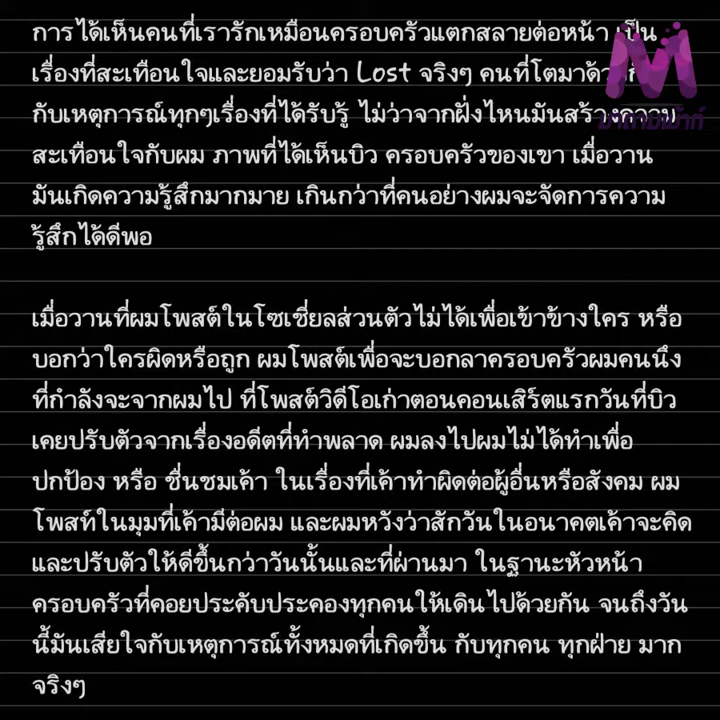 การได้เห็นคนที่เรารักเหมือนครอบครัวแตกสลายต่อหน้า เป็น
เรื่องที่สะเทือนใจและยอมรับว่า Lost จริงๆ คนที่โตมาด้วย
กับเหตุการณ์ทุกๆเรื่องที่ได้รับรู้ ไม่ว่าจากฝั่งไหนมันสร้างความ
สะเทือนใจกับผม ภาพที่ได้เห็นบิว ครอบครัวของเขา เมื่อวาน
มันเกิดความรู้สึกมากมาย เกินกว่าที่คนอย่างผมจะจัดการความ
รู้สึกได้ดีพอ
เมื่อวานที่ผมโพสต์ในโซเชี่ยลส่วนตัวไม่ได้เพื่อเข้าข้างใคร หรือ
บอกว่าใครผิดหรือถูก ผมโพสต์เพื่อจะบอกลาครอบครัวผมคนนึง
ที่กำลังจะจากผมไป ที่โพสต์วิดีโอเก่าตอนคอนเสิร์ตแรกวันที่บิว
เคยปรับตัวจากเรื่องอดีตที่ทำพลาด ผมลงไปผมไม่ได้ทำเพื่อ
ปกป้อง หรือ ชื่นชมเค้า ในเรื่องที่เค้าทำผิดต่อผู้อื่นหรือสังคม ผม
โพสท์ในมุมที่เค้ามีต่อผม และผมหวังว่าสักวันในอนาคตเค้าจะคิด
และปรับตัวให้ดีขึ้นกว่าวันนั้นและที่ผ่านมา ในฐานะหัวหน้า
ครอบครัวที่คอยประคับประคองทุกคนให้เดินไปด้วยกัน จนถึงวัน
นี้มันเสียใจกับเหตุการณ์ทั้งหมดที่เกิดขึ้น กับทุกคน ทุกฝ่าย มาก
จริงๆ